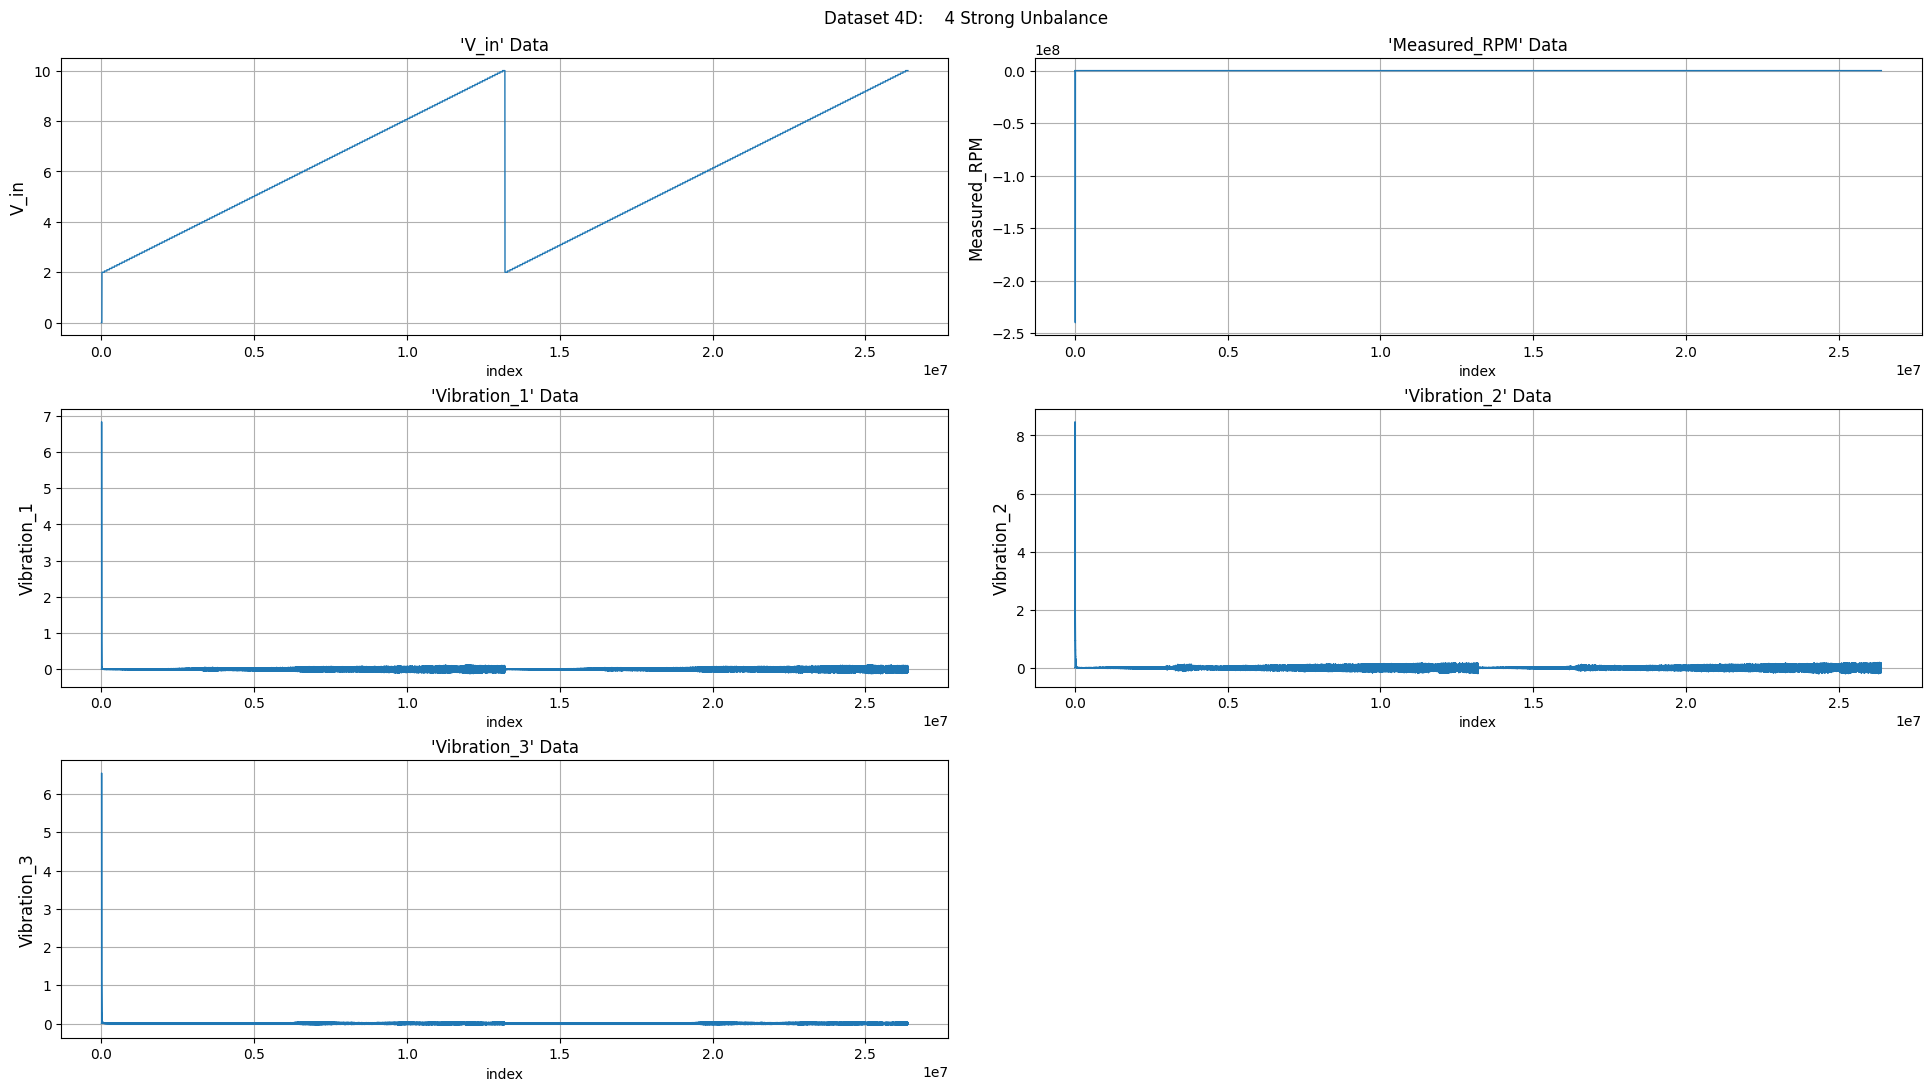 Dataset 4D:    4 Strong Unbalance
'V_in' Data
10
8
6
4
2
0
V_in
0.0 0.5 1.0 1.5 2.0 2.5
index
1e7
'Measured_RPM' Data
1e8
0.0
−0.5
−1.0
−1.5
−2.0
−2.5
Measured_RPM
0.0 0.5 1.0 1.5 2.0 2.5
index
1e7
'Vibration_1' Data
7
6
5
4
3
2
1
0
Vibration_1
0.0 0.5 1.0 1.5 2.0 2.5
index
1e7
'Vibration_2' Data
8
6
4
2
0
Vibration_2
0.0 0.5 1.0 1.5 2.0 2.5
index
1e7
'Vibration_3' Data
6
5
4
3
2
1
0
Vibration_3
0.0 0.5 1.0 1.5 2.0 2.5
index
1e7